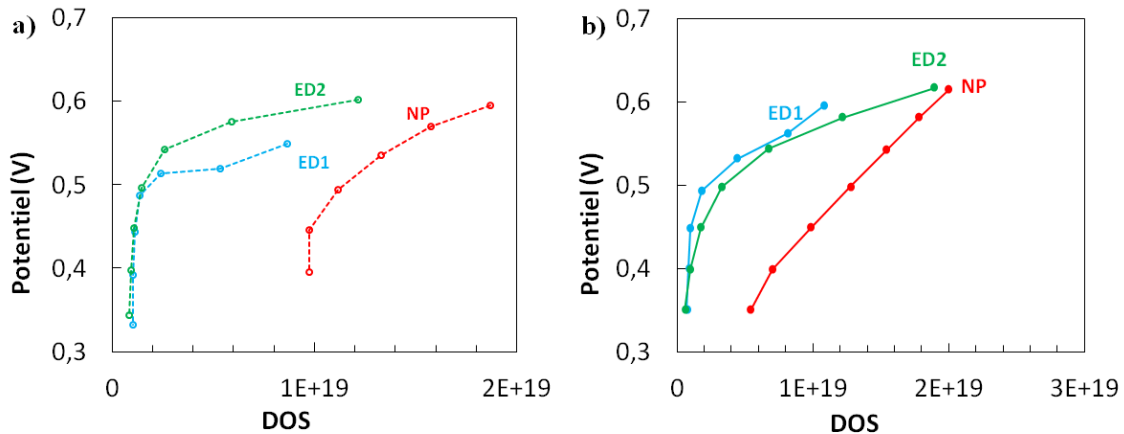 a)
Potentiel (V)
0,7
0,6
0,5
0,4
0,3
ED2
NP
ED1
0
1E+19
2E+19
DOS
b)
Potentiel (V)
0,7
0,6
0,5
0,4
0,3
ED2
NP
ED1
0
1E+19
2E+19
3E+19
DOS